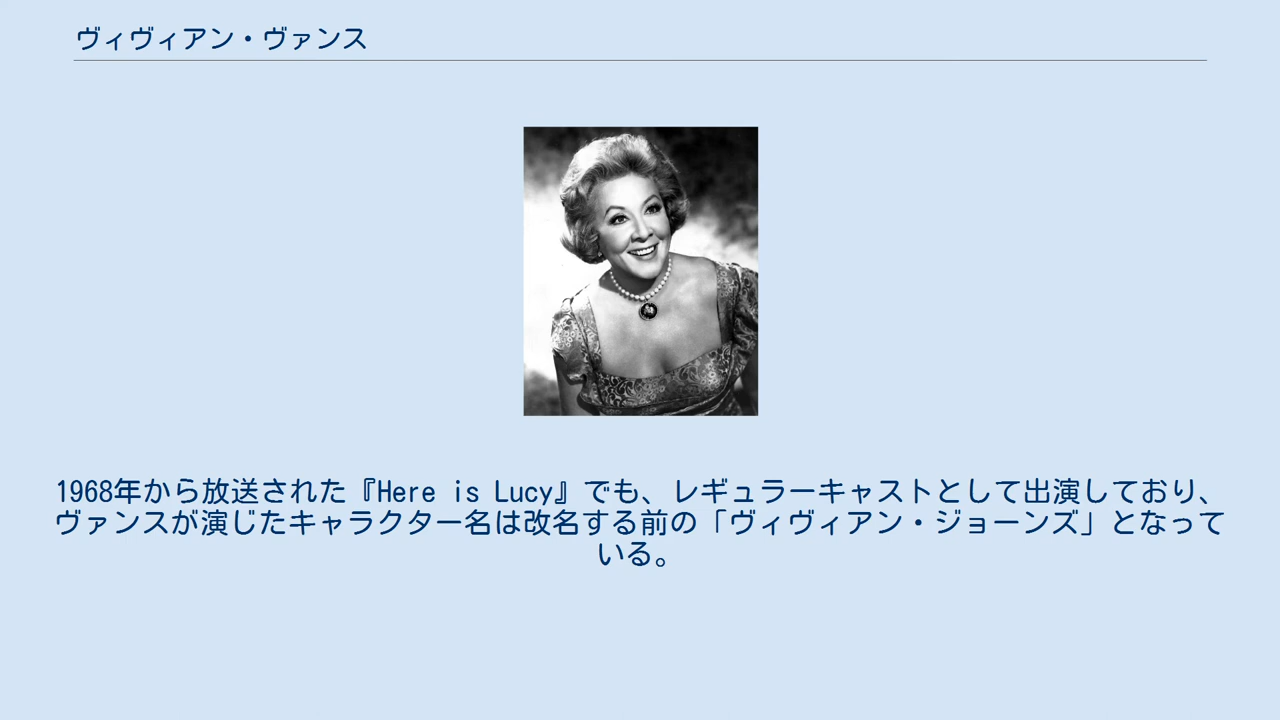 ヴィヴィアン・ヴァンス
1968年から放送された『Here is Lucy』でも、レギュラーキャストとして出演しており、
ヴァンスが演じたキャラクター名は改名する前の「ヴィヴィアン・ジョーンズ」となって
いる。